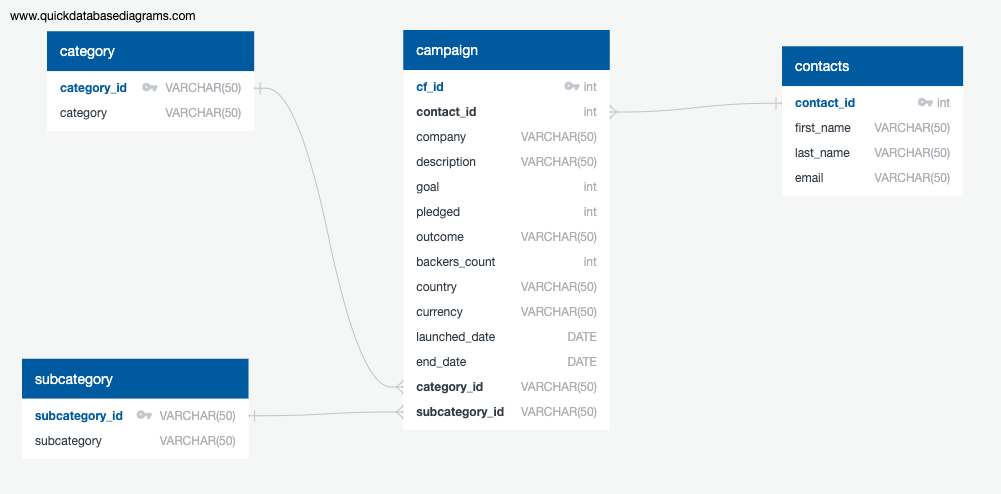 www.quickdatabasediagrams.com
category
category_id VARCHAR(50)
category VARCHAR(50)
campaign
cf_id int
contact_id int
company VARCHAR(50)
description VARCHAR(50)
goal int
pledged int
outcome VARCHAR(50)
backers_count int
country VARCHAR(50)
currency VARCHAR(50)
launched_date DATE
end_date DATE
category_id VARCHAR(50)
subcategory_id VARCHAR(50)
contacts
contact_id int
first_name VARCHAR(50)
last_name VARCHAR(50)
email VARCHAR(50)
subcategory
subcategory_id VARCHAR(50)
subcategory VARCHAR(50)